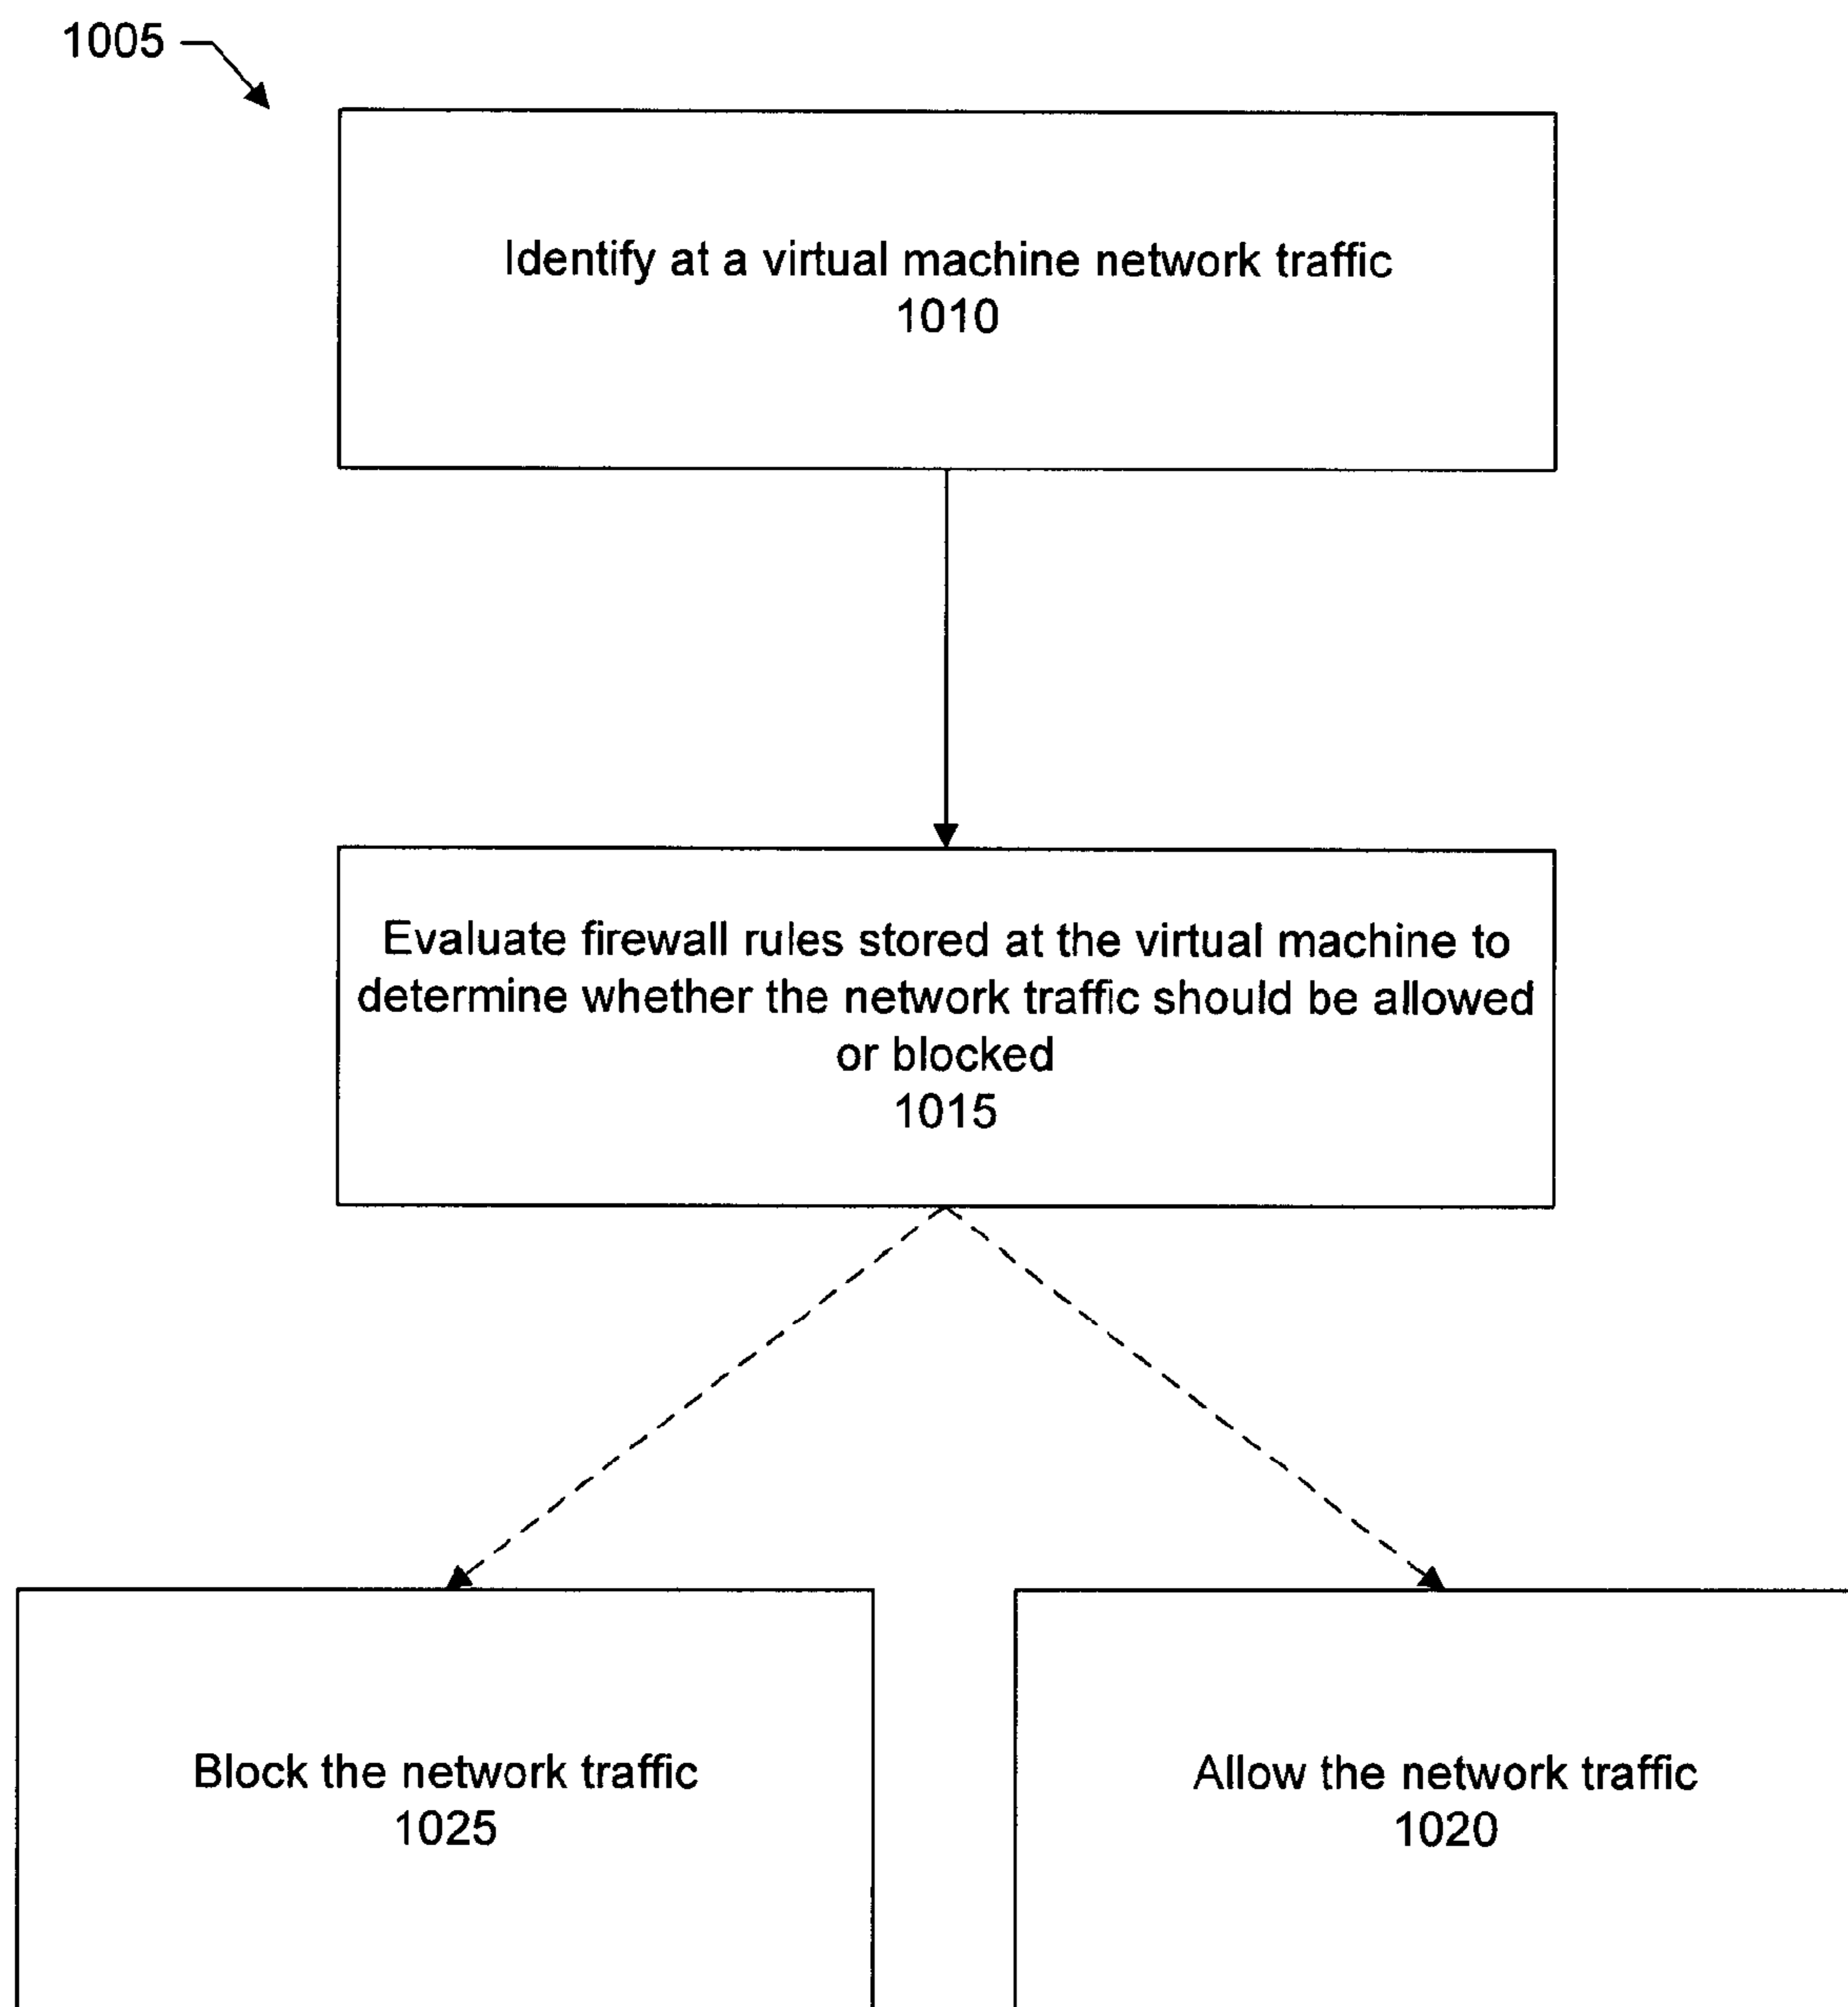 1005
Identify at a virtual machine network traffic
1010
Evaluate firewall rules stored at the virtual machine to
determine whether the network traffic should be allowed
or blocked
1015
Block the network traffic
1025
Allow the network traffic
1020